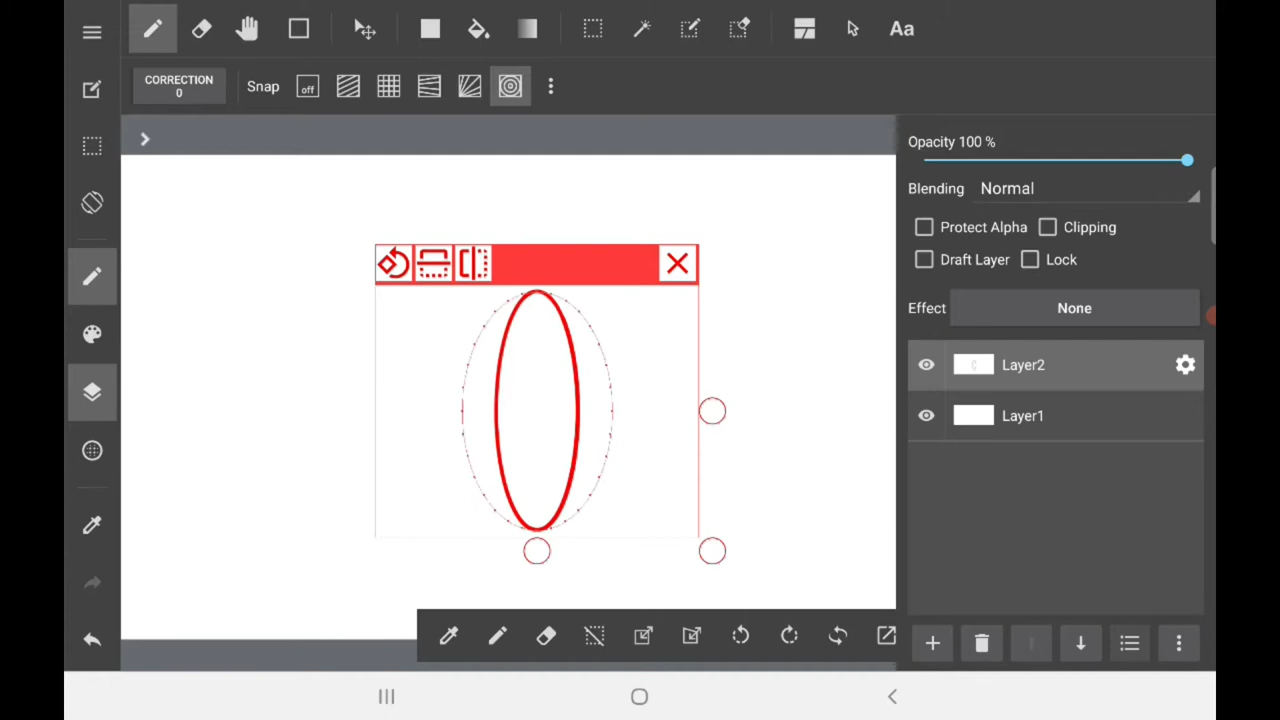 Aa
CORRECTION
0
Snap
off
Opacity 100 %
Blending Normal
Protect Alpha Clipping
Draft Layer Lock
Effect None
Layer2
Layer1